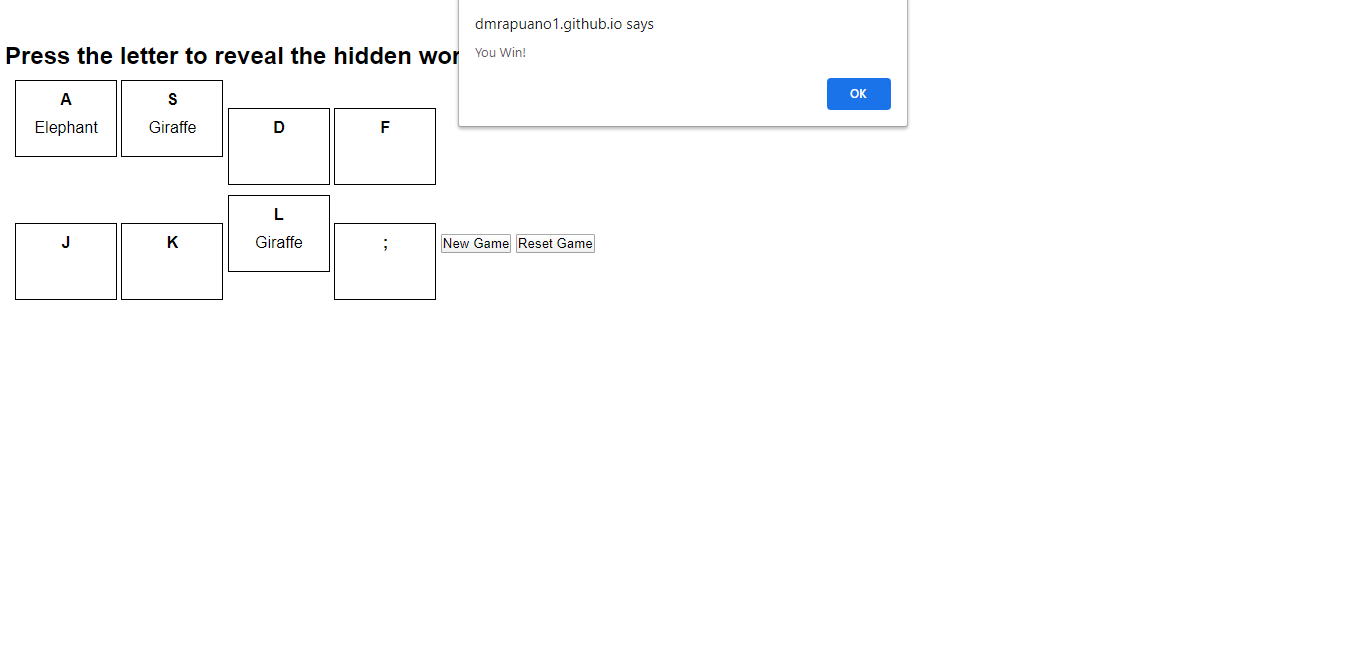 dmrapuano1.github.io says
You Win!
OK
Press the letter to reveal the hidden wor
A S
Elephant Giraffe
D F
L
Giraffe
J K ;
New Game Reset Game